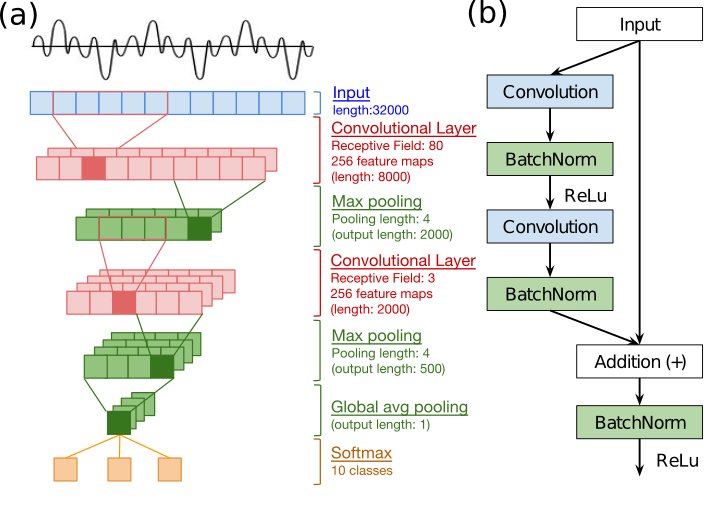 (a)
Input
length:32000
Convolutional Layer
Receptive Field: 80
256 feature maps
(length: 8000)
Max pooling
Pooling length: 4
(output length: 2000)
Convolutional Layer
Receptive Field: 3
256 feature maps
(length: 2000)
Max pooling
Pooling length: 4
(output length: 500)
Global avg pooling
(output length: 1)
Softmax
10 classes
(b)
Input
Convolution
BatchNorm
ReLu
Convolution
BatchNorm
Addition (+)
BatchNorm
ReLu